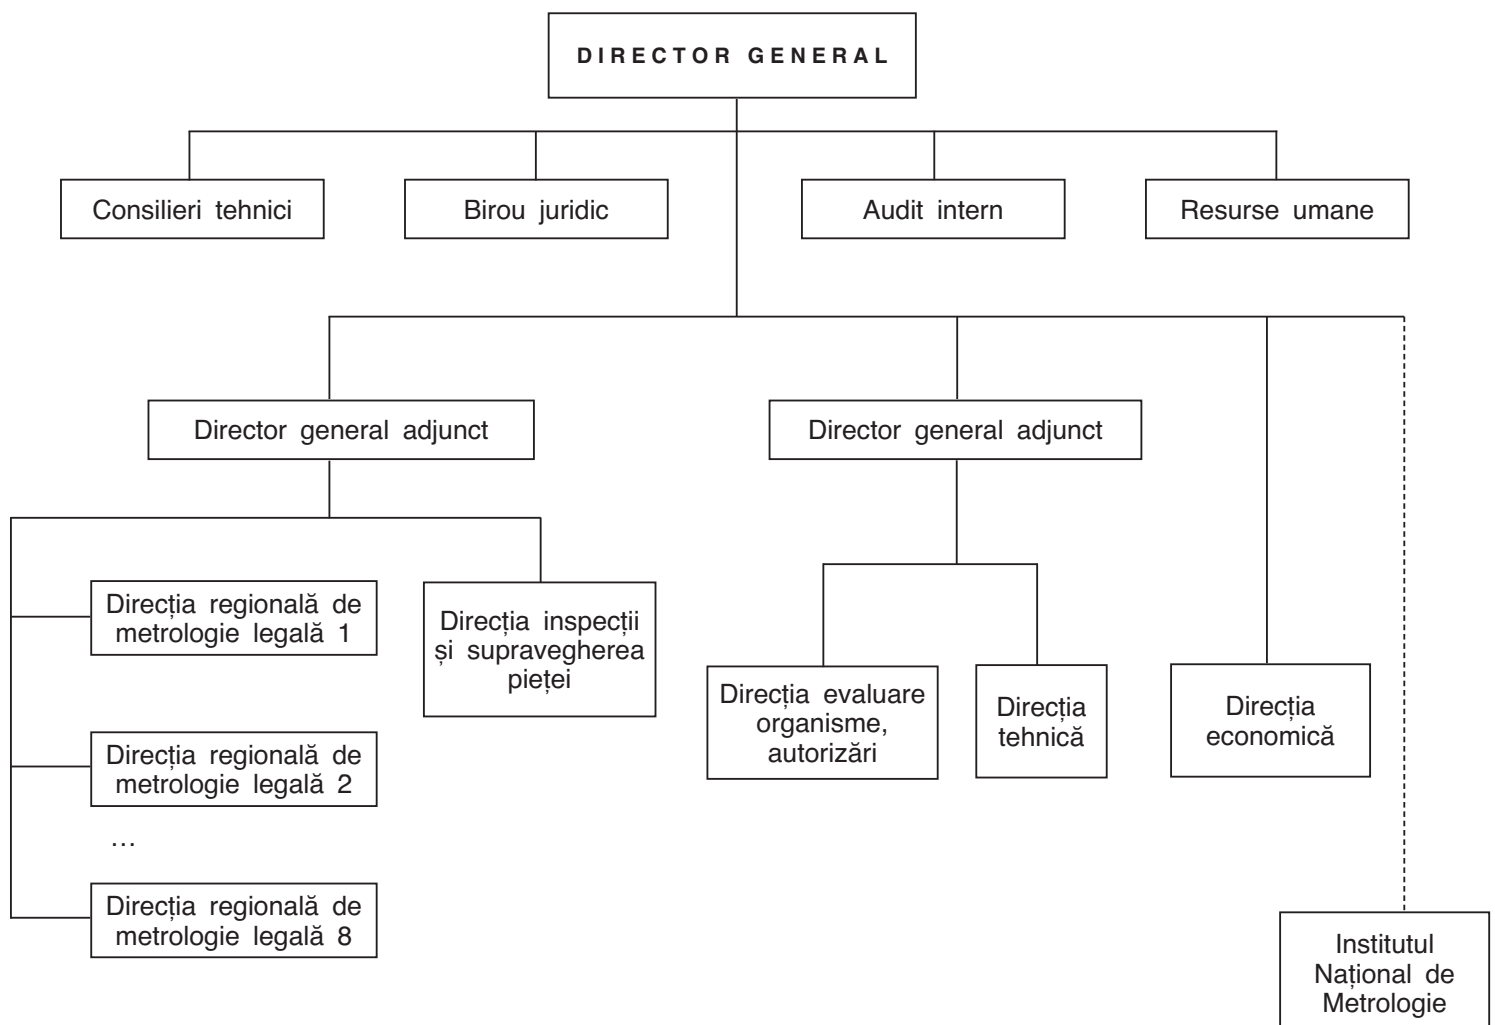 DIRECTOR GENERAL
Consilieri tehnici
Birou juridic
Audit intern
Resurse umane
Director general adjunct
Director general adjunct
Direcția regională de
metrologie legală 1
Direcția inspecții
și supravegherea
pieței
Direcția evaluare
organisme,
autorizări
Direcția
tehnică
Direcția
economică
Direcția regională de
metrologie legală 2
...
Direcția regională de
metrologie legală 8
Institutul
Național de
Metrologie